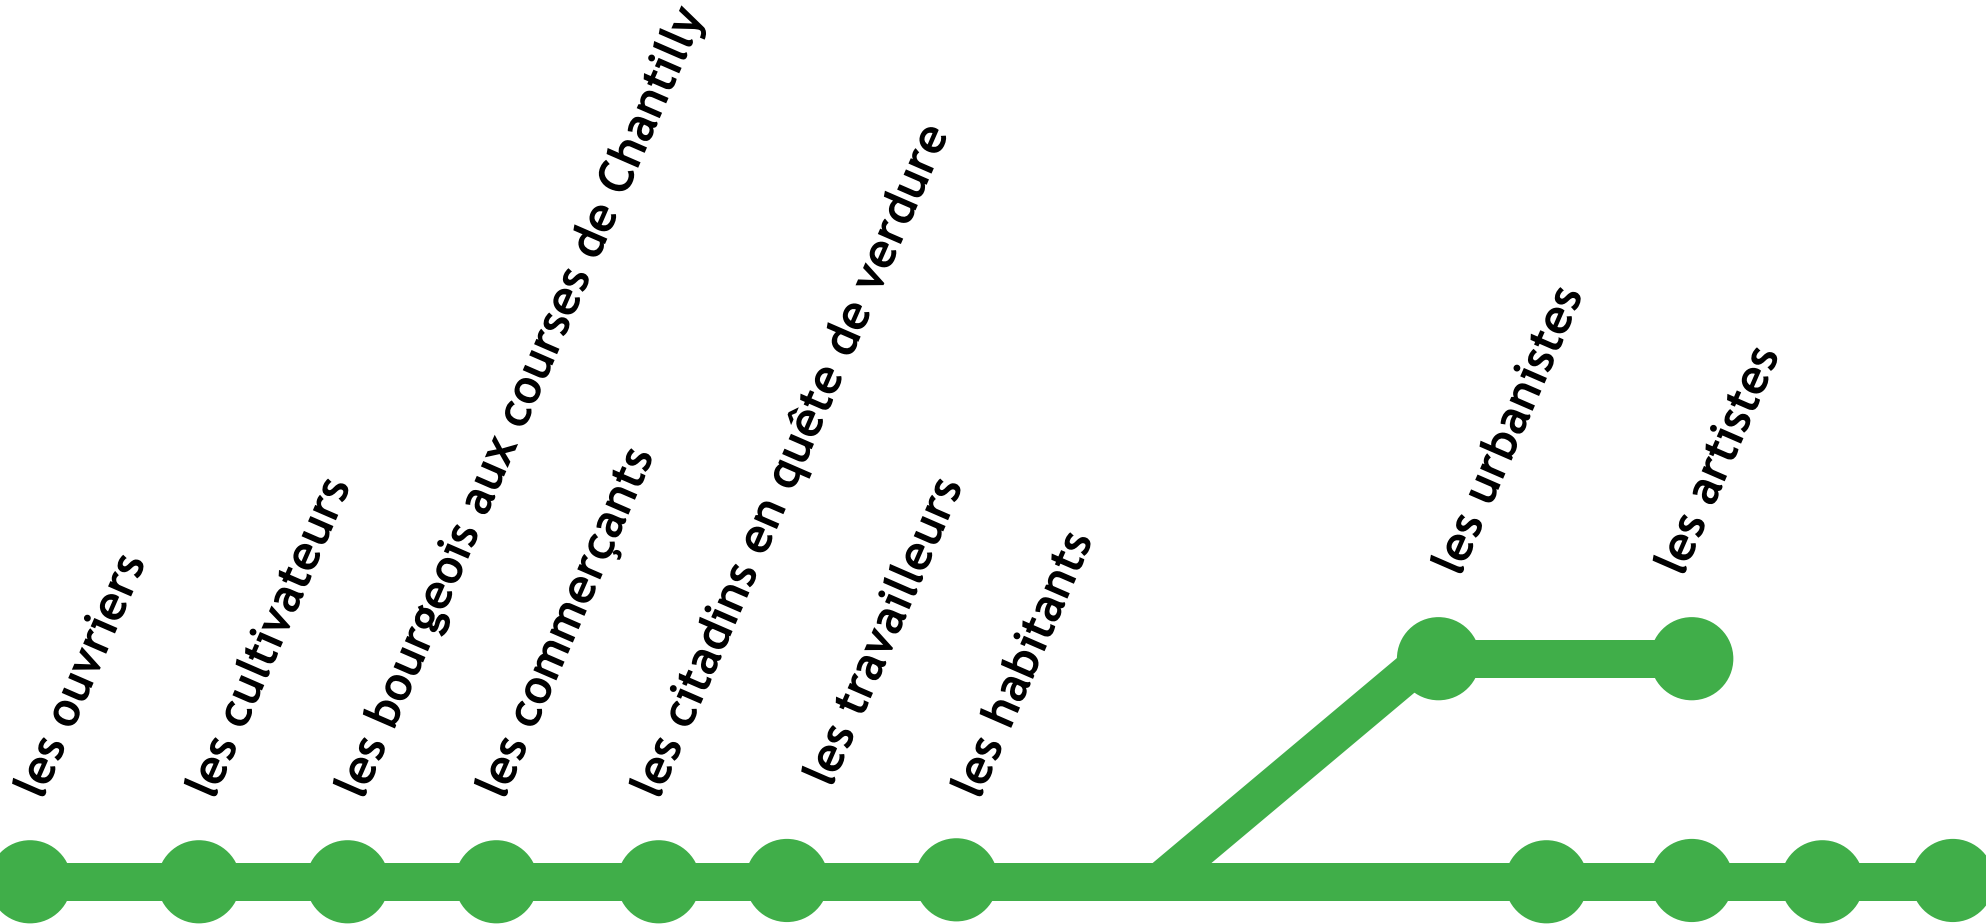 les ouvriers
les cultivateurs
les bourgeois aux courses de Chantilly
les commerçants
les citadins en quête de verdure
les travailleurs
les habitants
les urbanistes
les artistes